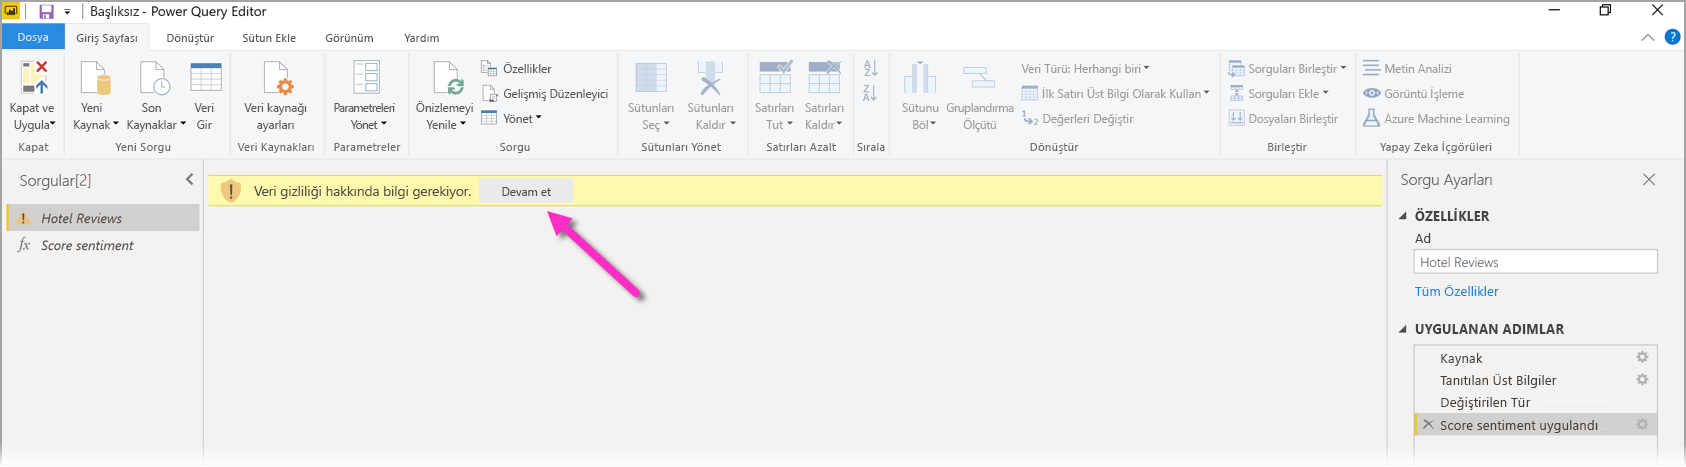 Başlıksız - Power Query Editor
Dosya Giriş Sayfası Dönüştür Sütun Ekle Görünüm Yardım
Kapat ve Uygula
Kapat
Yeni Kaynak
Son Kaynaklar
Veri Gir
Yeni Sorgu
Veri kaynağı ayarları
Veri Kaynakları
Parametreleri Yönet
Parametreler
Önizlemeyi Yenile
Özellikler
Gelişmiş Düzenleyici
Yönet
Sorgu
Sütunları Seç
Sütunları Kaldır
Sütunları Yönet
Satırları Tut
Satırları Kaldır
Satırları Azalt
Sırala
Sütunu Böl
Gruplandırma Ölçütü
Veri Türü: Herhangi biri
İlk Satırı Üst Bilgi Olarak Kullan
Değerleri Değiştir
Dönüştür
Sorguları Birleştir
Sorguları Ekle
Dosyaları Birleştir
Birleştir
Metin Analizi
Görüntü İşleme
Azure Machine Learning
Yapay Zeka İçgörüleri
Sorgular[2]
Hotel Reviews
fx Score sentiment
Veri gizliliği hakkında bilgi gerekiyor. Devam et
Sorgu Ayarları
ÖZELLİKLER
Ad
Hotel Reviews
Tüm Özellikler
UYGULANAN ADIMLAR
Kaynak
Tanıtılan Üst Bilgiler
Değiştirilen Tür
Score sentiment uygulandı